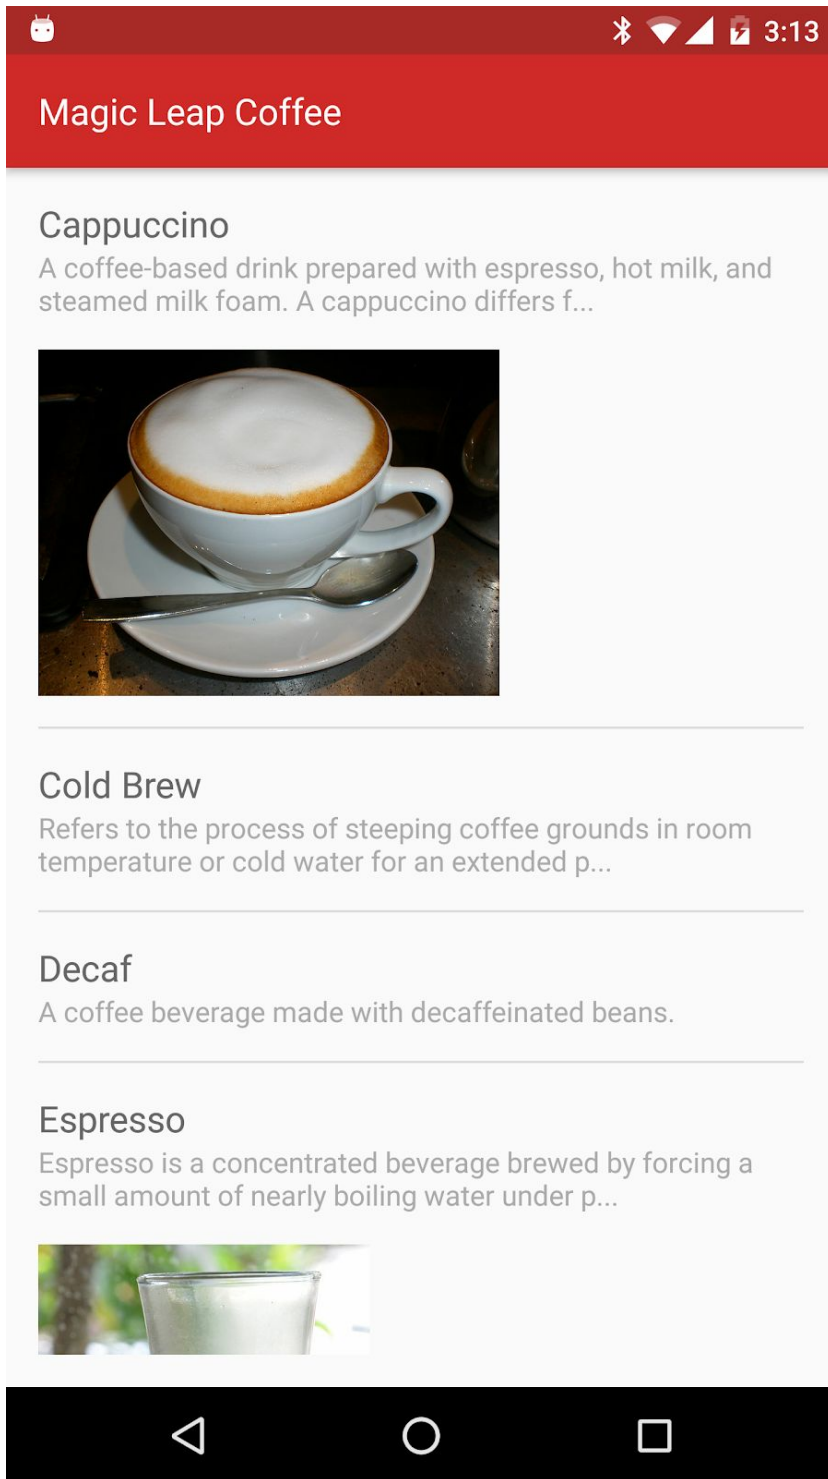 3:13
Magic Leap Coffee
Cappuccino
A coffee-based drink prepared with espresso, hot milk, and
steamed milk foam. A cappuccino differs f...
Cold Brew
Refers to the process of steeping coffee grounds in room
temperature or cold water for an extended p...
Decaf
A coffee beverage made with decaffeinated beans.
Espresso
Espresso is a concentrated beverage brewed by forcing a
small amount of nearly boiling water under p...